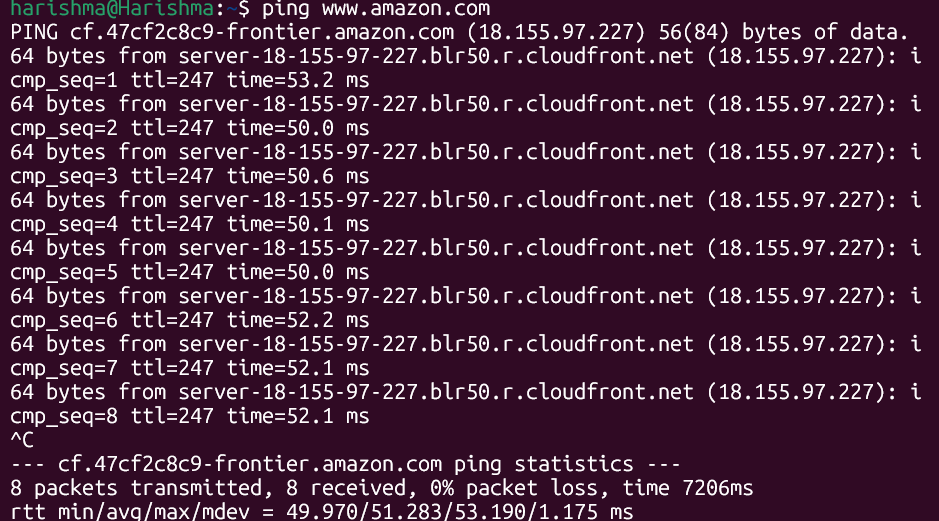 harishma@Harishma:~$ ping www.amazon.com
PING cf.47cf2c8c9-frontier.amazon.com (18.155.97.227) 56(84) bytes of data.
64 bytes from server-18-155-97-227.blr50.r.cloudfront.net (18.155.97.227): i
cmp_seq=1 ttl=247 time=53.2 ms
64 bytes from server-18-155-97-227.blr50.r.cloudfront.net (18.155.97.227): i
cmp_seq=2 ttl=247 time=50.0 ms
64 bytes from server-18-155-97-227.blr50.r.cloudfront.net (18.155.97.227): i
cmp_seq=3 ttl=247 time=50.6 ms
64 bytes from server-18-155-97-227.blr50.r.cloudfront.net (18.155.97.227): i
cmp_seq=4 ttl=247 time=50.1 ms
64 bytes from server-18-155-97-227.blr50.r.cloudfront.net (18.155.97.227): i
cmp_seq=5 ttl=247 time=50.0 ms
64 bytes from server-18-155-97-227.blr50.r.cloudfront.net (18.155.97.227): i
cmp_seq=6 ttl=247 time=52.2 ms
64 bytes from server-18-155-97-227.blr50.r.cloudfront.net (18.155.97.227): i
cmp_seq=7 ttl=247 time=52.1 ms
64 bytes from server-18-155-97-227.blr50.r.cloudfront.net (18.155.97.227): i
cmp_seq=8 ttl=247 time=52.1 ms
^C
--- cf.47cf2c8c9-frontier.amazon.com ping statistics ---
8 packets transmitted, 8 received, 0% packet loss, time 7206ms
rtt min/avg/max/mdev = 49.970/51.283/53.190/1.175 ms